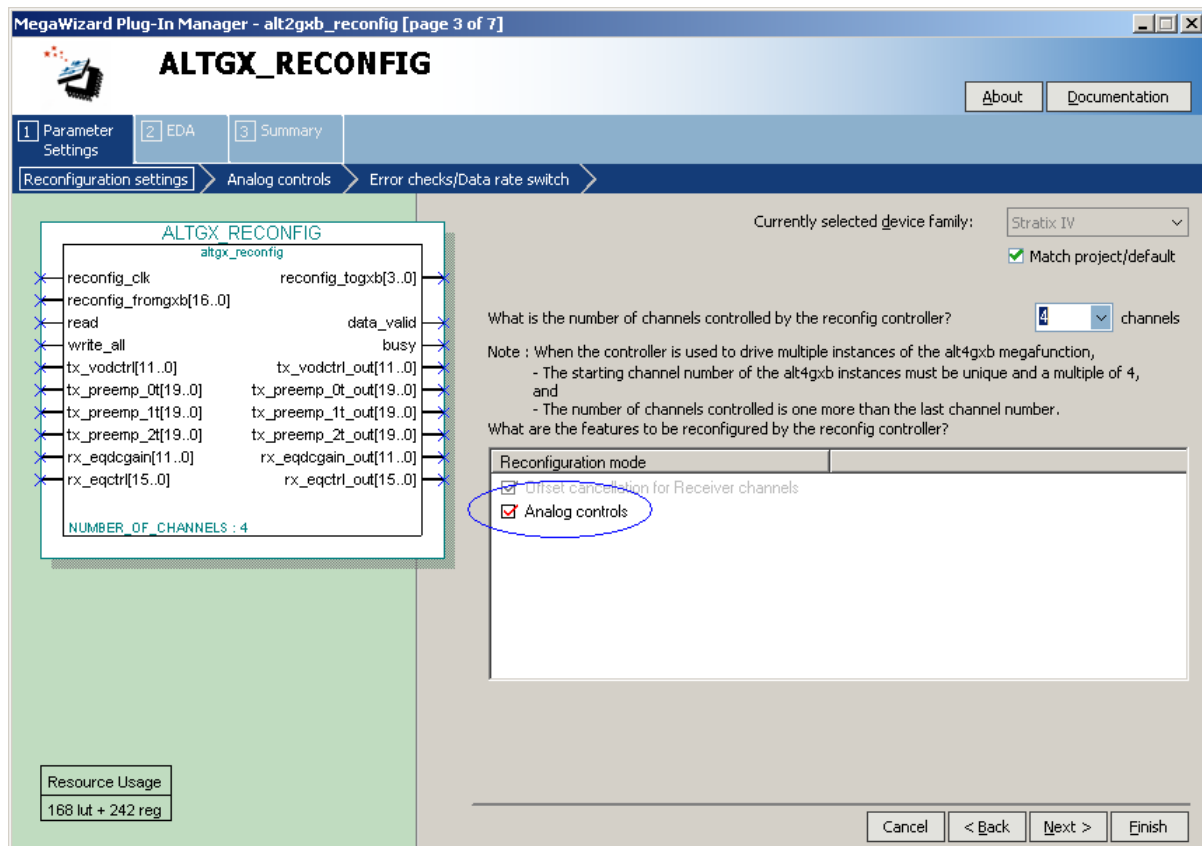 MegaWizard Plug-In Manager - alt2gxb_reconfig [page 3 of 7]
ALTGX_RECONFIG
About
Documentation
1 Parameter Settings
2 EDA
3 Summary
Reconfiguration settings
Analog controls
Error checks/Data rate switch
ALTGX_RECONFIG
altgx_reconfig
reconfig_clk
reconfig_togxb[3..0]
reconfig_fromgxb[16..0]
read
data_valid
write_all
busy
tx_vodctrl[11..0]
tx_vodctrl_out[11..0]
tx_preemp_0t[19..0]
tx_preemp_0t_out[19..0]
tx_preemp_1t[19..0]
tx_preemp_1t_out[19..0]
tx_preemp_2t[19..0]
tx_preemp_2t_out[19..0]
rx_eqdcgain[11..0]
rx_eqdcgain_out[11..0]
rx_eqctrl[15..0]
rx_eqctrl_out[15..0]
NUMBER_OF_CHANNELS : 4
Resource Usage
168 lut + 242 reg
Currently selected device family:
Stratix IV
Match project/default
What is the number of channels controlled by the reconfig controller?
4
channels
Note : When the controller is used to drive multiple instances of the alt4gxb megafunction,
- The starting channel number of the alt4gxb instances must be unique and a multiple of 4,
and
- The number of channels controlled is one more than the last channel number.
What are the features to be reconfigured by the reconfig controller?
Reconfiguration mode
Offset cancellation for Receiver channels
Analog controls
Cancel
< Back
Next >
Finish